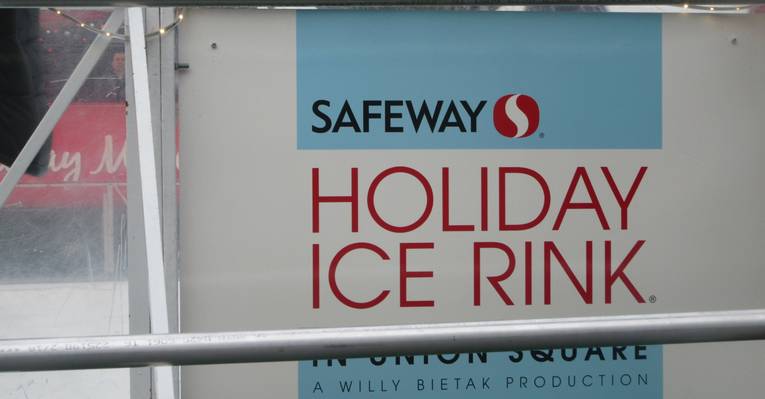 SAFEWAY
HOLIDAY
ICE RINK®
IN UNION SQUARE
A WILLY BIETAK PRODUCTION